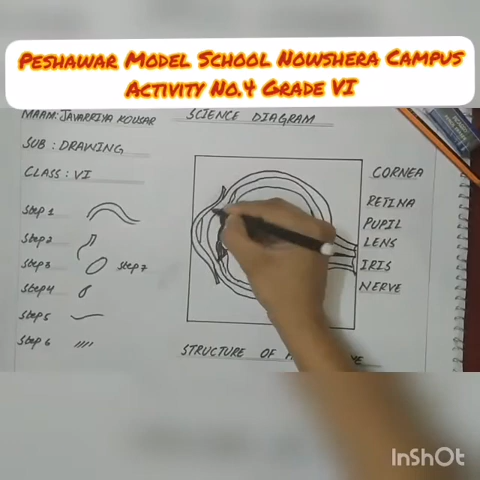 Peshawar Model School Nowshera Campus
Activity No.4 Grade VI
MAAM: JAVARRIYA KOUSAR
SCIENCE DIAGRAM
SUB : DRAWING
CLASS : VI
Step 1
Step 2
Step 3
Step 7
Step 4
Step 5
Step 6
CORNEA
RETINA
PUPIL
LENS
IRIS
NERVE
STRUCTURE OF
InShOt